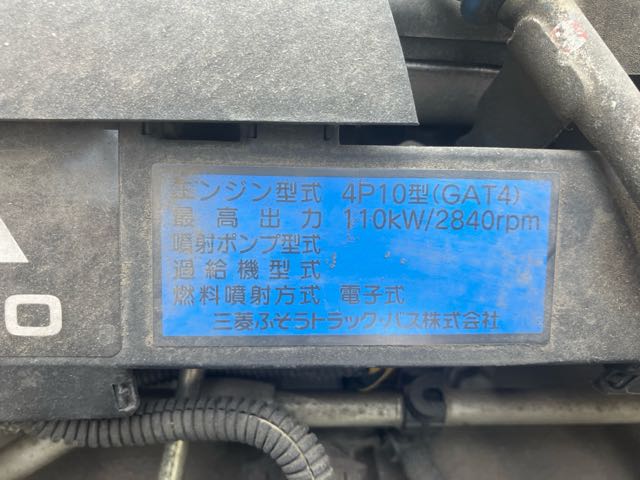 エンジン型式 4P10型(GAT4)
最高出力 110kW/2840rpm
噴射ポンプ型式
過給機型式
燃料噴射方式 電子式
三菱ふそうトラック・バス株式会社